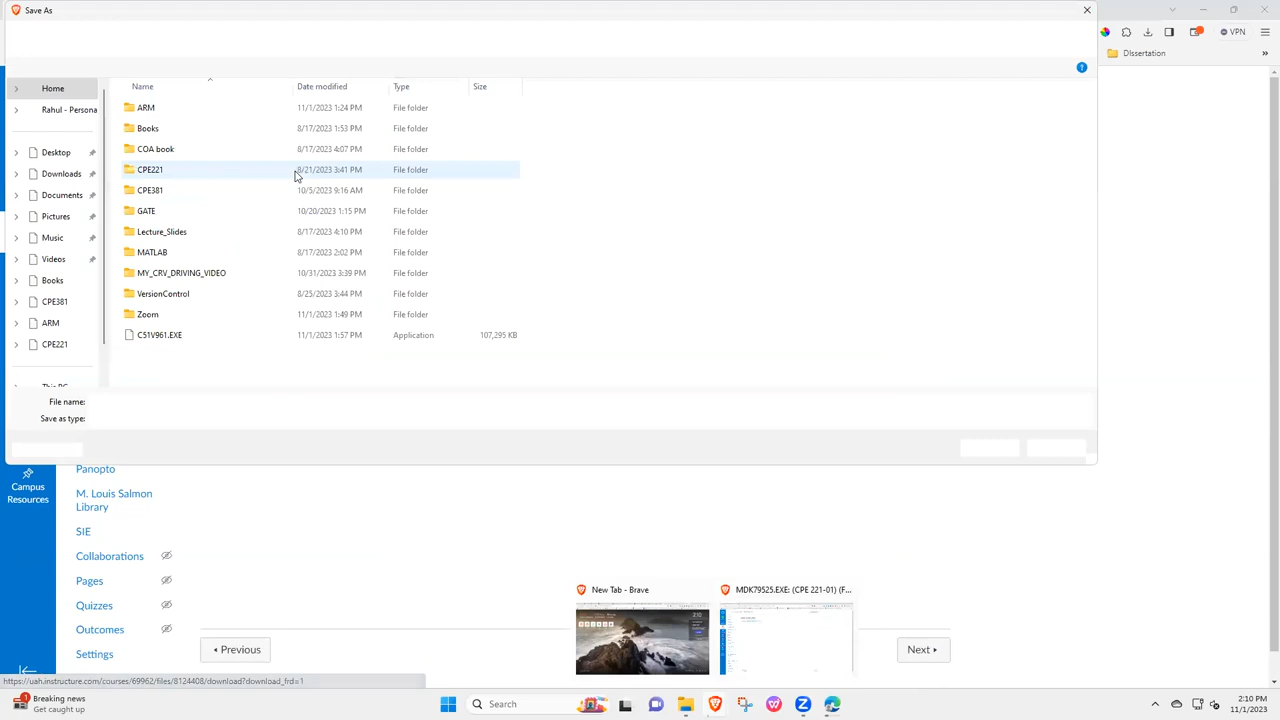 Save As
VPN
Dissertation
»
Home
Rahul - Persona
Desktop
Downloads
Documents
Pictures
Music
Videos
Books
CPE381
ARM
CPE221
Name
Date modified
Type
Size
ARM 11/1/2023 1:24 PM File folder
Books 8/17/2023 1:53 PM File folder
COA book 8/17/2023 4:07 PM File folder
CPE221 8/21/2023 3:41 PM File folder
CPE381 10/5/2023 9:16 AM File folder
GATE 10/20/2023 1:15 PM File folder
Lecture_Slides 8/17/2023 4:10 PM File folder
MATLAB 8/17/2023 2:02 PM File folder
MY_CRV_DRIVING_VIDEO 10/31/2023 3:39 PM File folder
VersionControl 8/25/2023 3:44 PM File folder
Zoom 11/1/2023 1:49 PM File folder
C51V961.EXE 11/1/2023 1:57 PM Application 107,295 KB
File name:
Save as type:
Campus
Resources
Panopto
M. Louis Salmon
Library
SIE
Collaborations
Pages
Quizzes
Outcomes
Settings
Previous
Next
New Tab - Brave
MDK79525.EXE: (CPE 221-01) (F...
https://uah.instructure.com/courses/69962/files/8124408/download?download_frd=1
Breaking news
Get caught up
Search
2:10 PM
11/1/2023